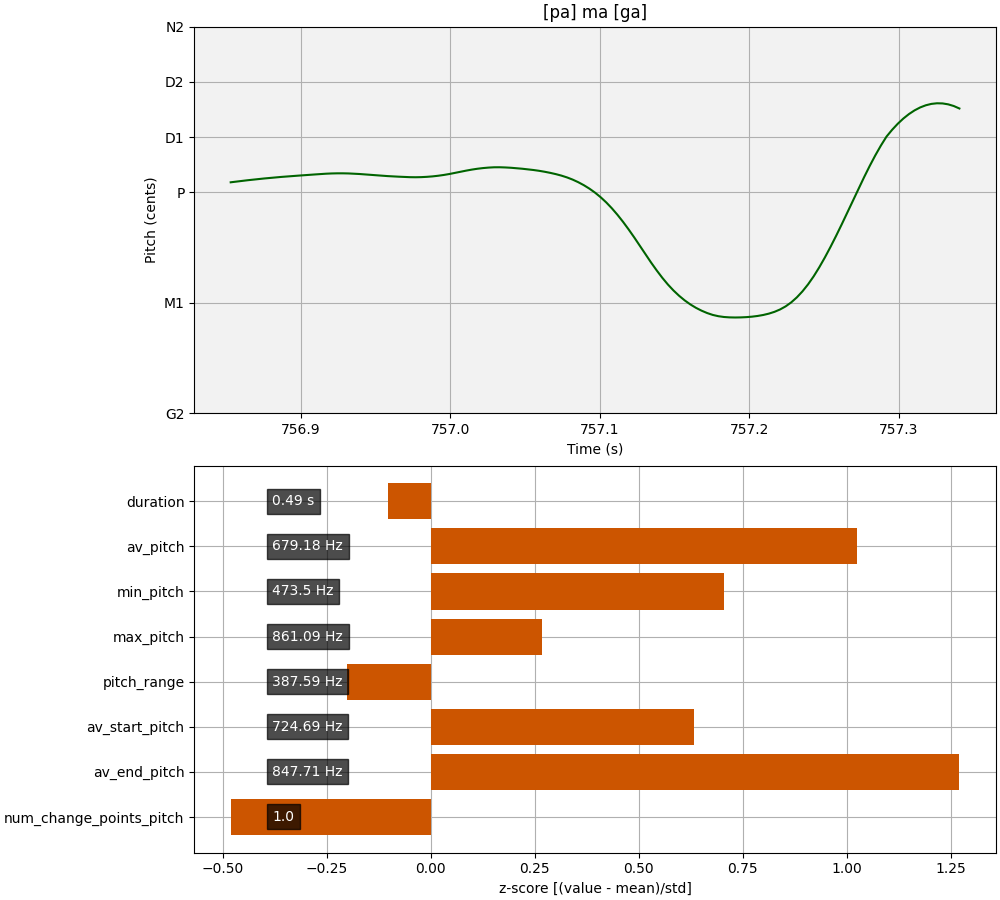 [pa] ma [ga]
N2
D2
D1
P
M1
G2
Pitch (cents)
756.9 757.0 757.1 757.2 757.3
Time (s)
duration 0.49 s
av_pitch 679.18 Hz
min_pitch 473.5 Hz
max_pitch 861.09 Hz
pitch_range 387.59 Hz
av_start_pitch 724.69 Hz
av_end_pitch 847.71 Hz
num_change_points_pitch 1.0
−0.50 −0.25 0.00 0.25 0.50 0.75 1.00 1.25
z-score [(value - mean)/std]